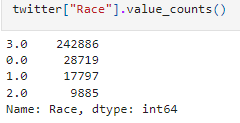 twitter["Race"].value_counts()
3.0    242886
0.0     28719
1.0     17797
2.0      9885
Name: Race, dtype: int64